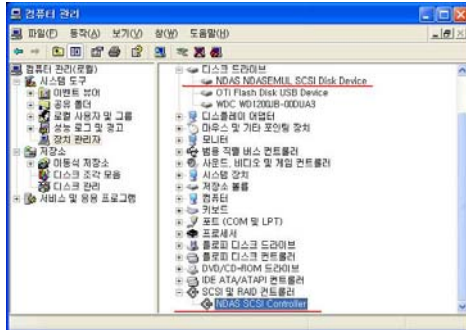 컴퓨터 관리
파일(F) 동작(A) 보기(V) 창(W) 도움말(H)
컴퓨터 관리(로컬)
시스템 도구
이벤트 뷰어
공유 폴더
로컬 사용자 및 그룹
성능 로그 및 경고
장치 관리자
저장소
이동식 저장소
디스크 조각 모음
디스크 관리
서비스 및 응용 프로그램
디스크 드라이브
NDAS NDASEMUL SCSI Disk Device
OTI Flash Disk USB Device
WDC WD1200JB-00DUA3
디스플레이 어댑터
마우스 및 기타 포인팅 장치
모니터
범용 직렬 버스 컨트롤러
사운드, 비디오 및 게임 컨트롤러
시스템 장치
저장소 볼륨
컴퓨터
키보드
포트 (COM 및 LPT)
프로세서
플로피 디스크 드라이브
플로피 디스크 컨트롤러
DVD/CD-ROM 드라이브
IDE ATA/ATAPI 컨트롤러
SCSI 및 RAID 컨트롤러
NDAS SCSI Controller